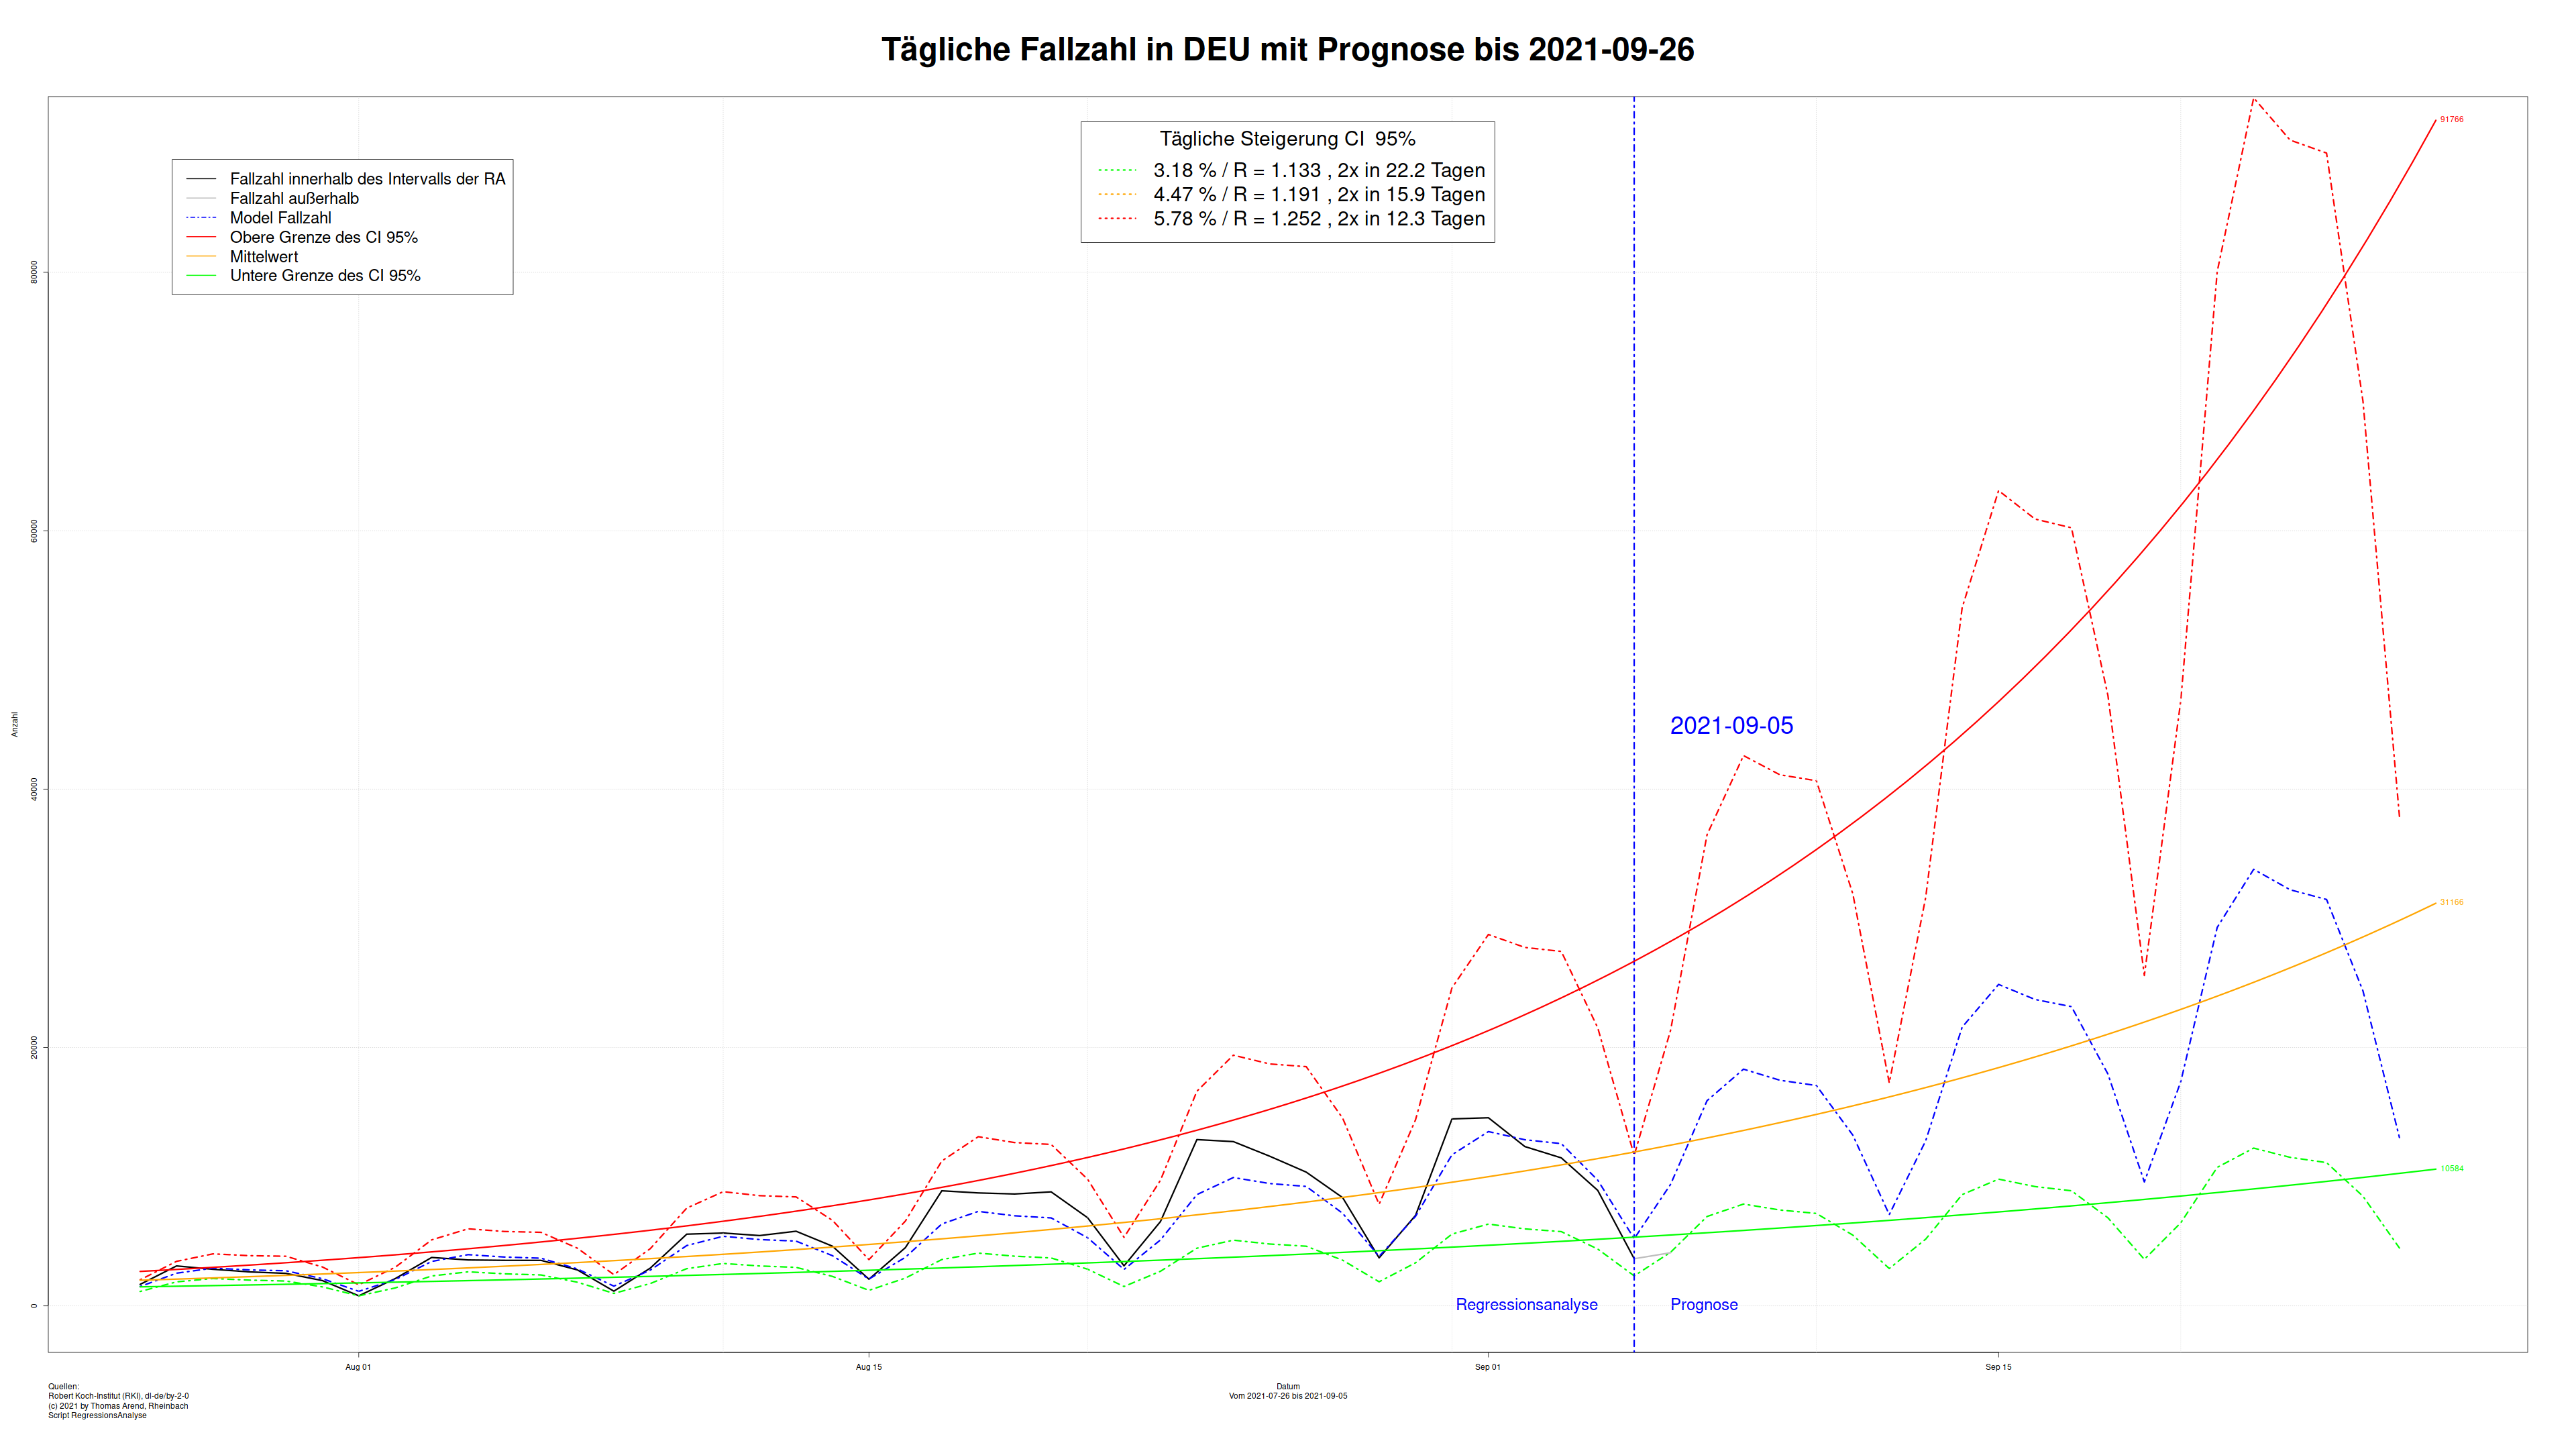 Tägliche Fallzahl in DEU mit Prognose bis 2021-09-26
Tägliche Steigerung CI 95%
3.18 % / R = 1.133 , 2x in 22.2 Tagen
4.47 % / R = 1.191 , 2x in 15.9 Tagen
5.78 % / R = 1.252 , 2x in 12.3 Tagen
Fallzahl innerhalb des Intervalls der RA
Fallzahl außerhalb
Model Fallzahl
Obere Grenze des CI 95%
Mittelwert
Untere Grenze des CI 95%
91766
80000
60000
2021-09-05
Anzahl
40000
31166
20000
10584
0
Regressionsanalyse
Prognose
Aug 01
Aug 15
Sep 01
Sep 15
Datum
Vom 2021-07-26 bis 2021-09-05
Quellen:
Robert Koch-Institut (RKI), dl-de/by-2-0
(c) 2021 by Thomas Arend, Rheinbach
Script RegressionsAnalyse